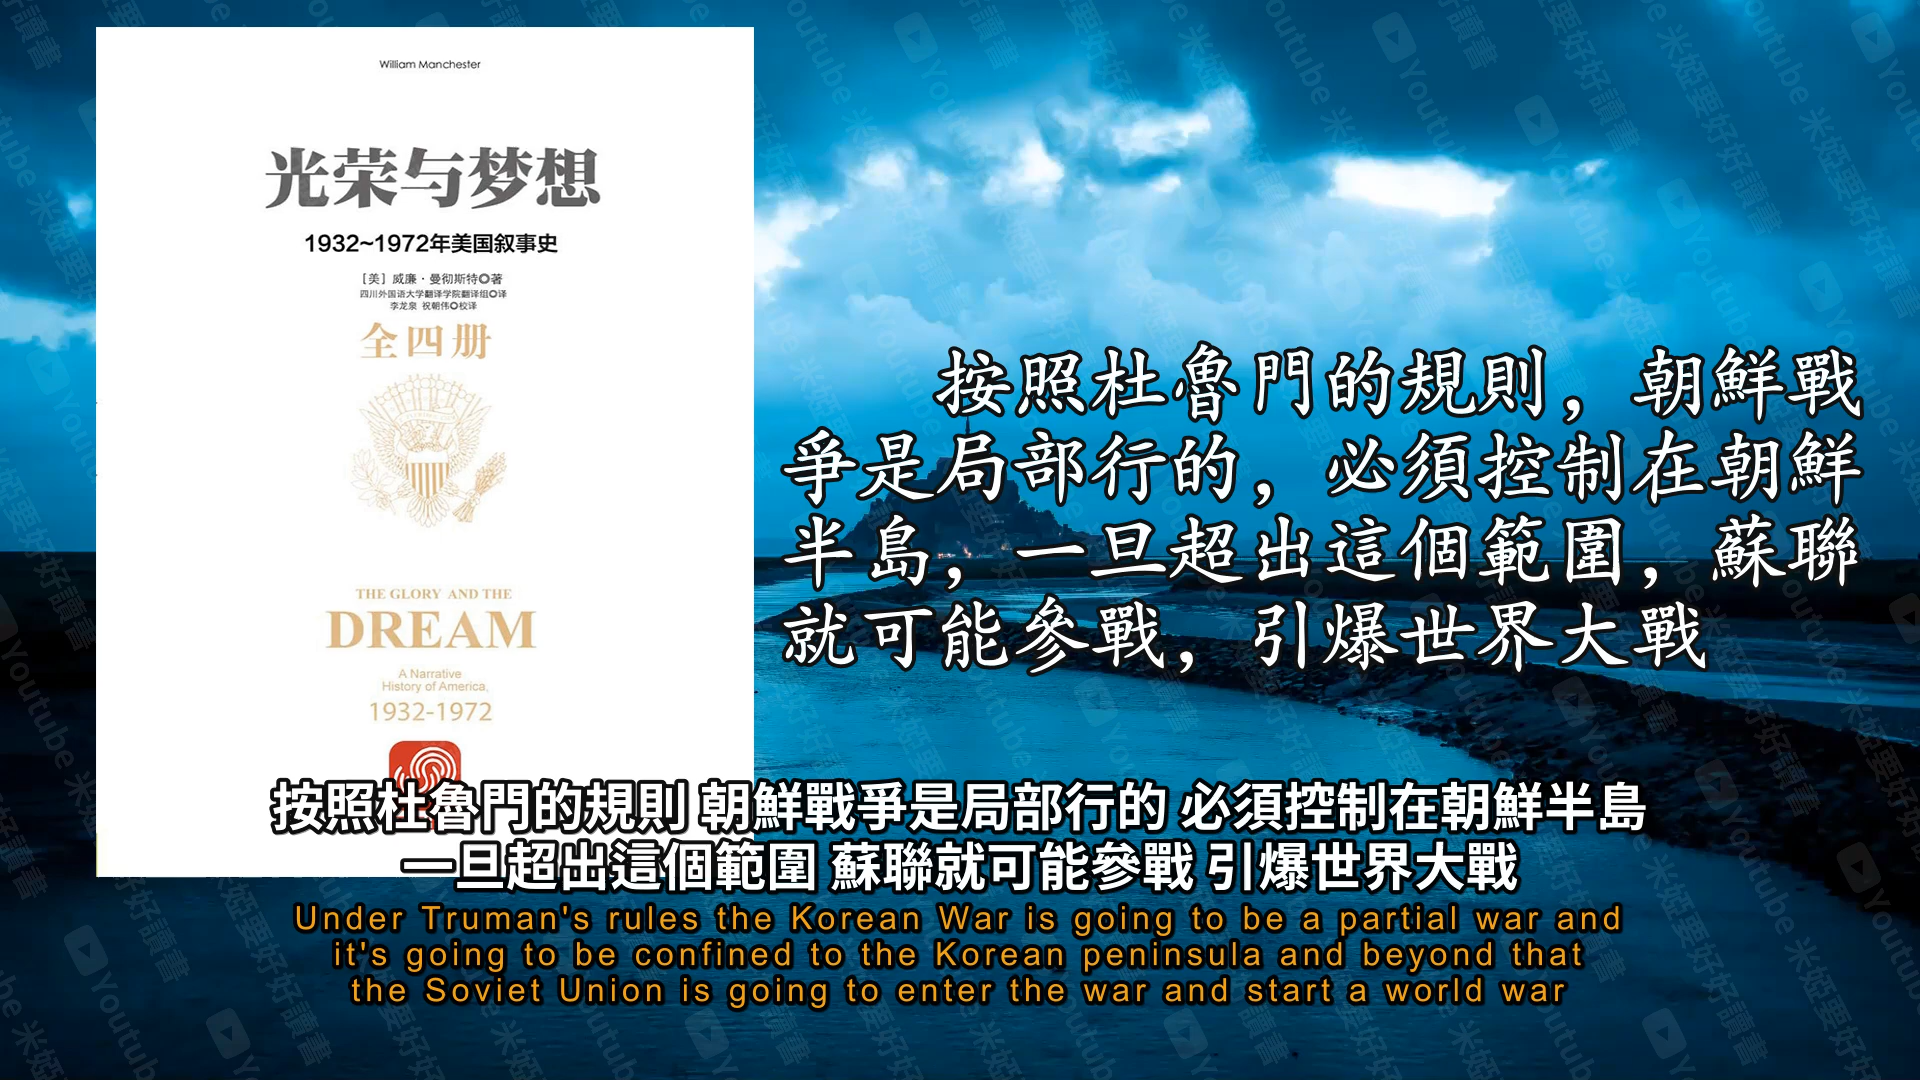 William Manchester
光荣与梦想
1932~1972年美国叙事史
[美] 威廉·曼彻斯特◎著
四川外国语大学翻译学院翻译组◎译
李龙泉 祝朝伟◎校译
全四册
THE GLORY AND THE
DREAM
A Narrative
History of America,
1932-1972
按照杜魯門的規則，朝鮮戰
爭是局部行的，必須控制在朝鮮
半島，一旦超出這個範圍，蘇聯
就可能參戰，引爆世界大戰
按照杜魯門的規則 朝鮮戰爭是局部行的 必須控制在朝鮮半島
一旦超出這個範圍 蘇聯就可能參戰 引爆世界大戰
Under Truman's rules the Korean War is going to be a partial war and
it's going to be confined to the Korean peninsula and beyond that
the Soviet Union is going to enter the war and start a world war
Youtube 米婭要好好讀書